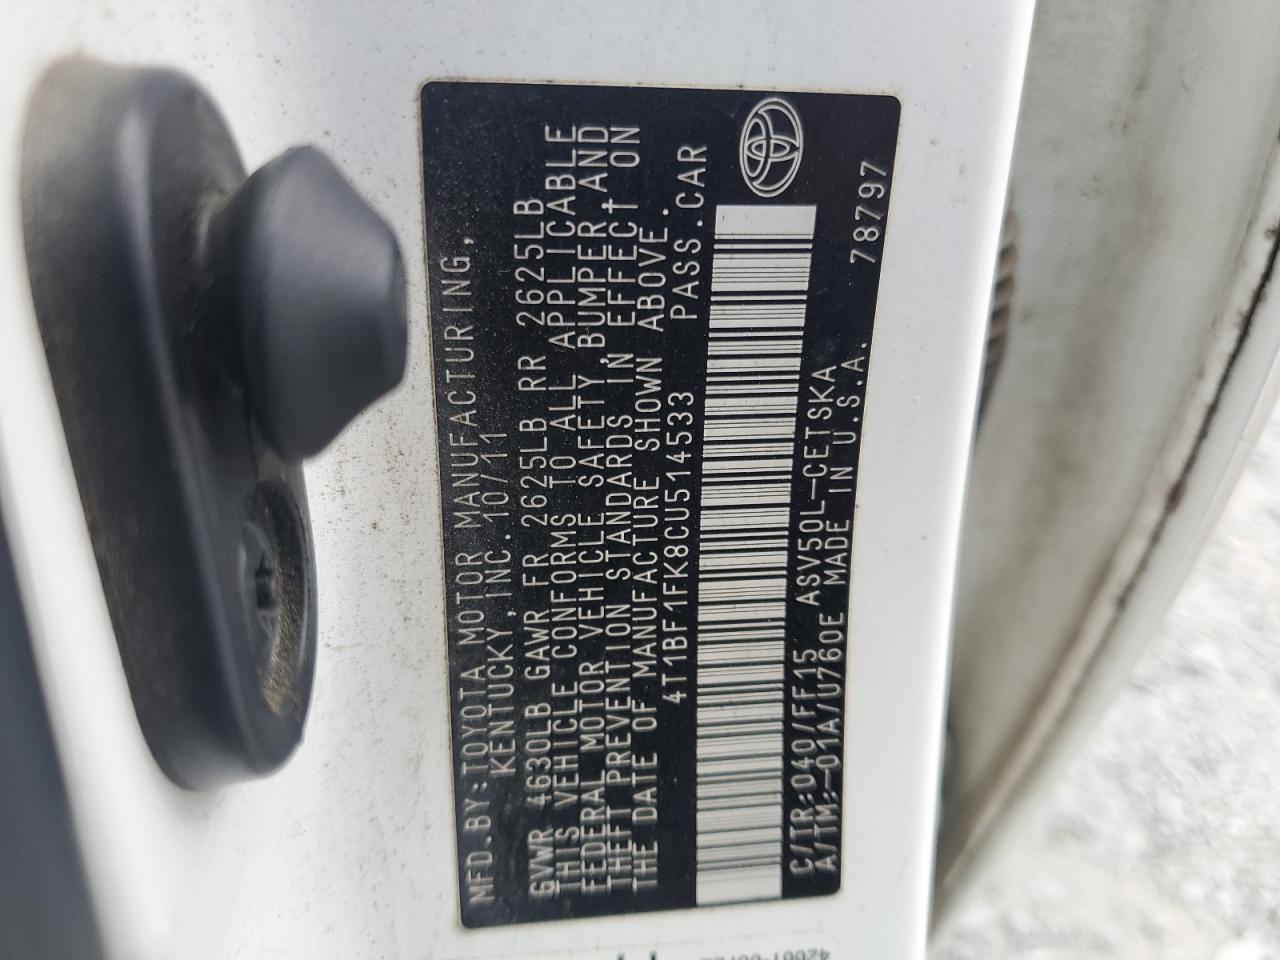 MFD.BY:TOYOTA MOTOR MANUFACTURING,
KENTUCKY,INC.10/11
GVWR 4630LB GAWR FR 2625LB RR 2625LB
THIS VEHICLE CONFORMS TO ALL APPLICABLE
FEDERAL MOTOR VEHICLE SAFETY,BUMPER,AND
THEFT PREVENTION STANDARDS IN EFFECT ON
THE DATE OF MANUFACTURE SHOWN ABOVE.
4T1BF1FK8CU514533 PASS.CAR
C/TR:040/FF15 ASV50L-CETSKA
A/TM:-01A/U760E MADE IN U.S.A. 78797